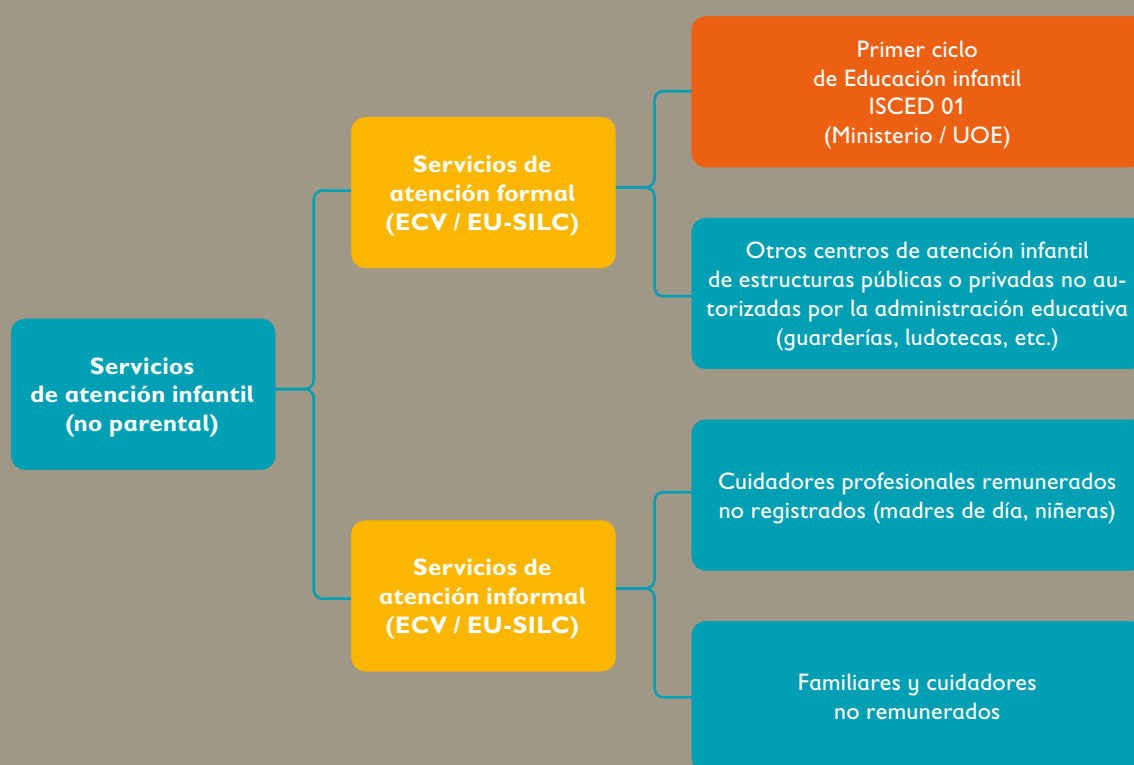 Primer ciclo
de Educación infantil
ISCED 01
(Ministerio / UOE)
Servicios de
atención formal
(ECV / EU-SILC)
Otros centros de atención infantil
de estructuras públicas o privadas no au-
torizadas por la administración educativa
(guarderías, ludotecas, etc.)
Servicios
de atención infantil
(no parental)
Cuidadores profesionales remunerados
no registrados (madres de día, niñeras)
Servicios de
atención informal
(ECV / EU-SILC)
Familiares y cuidadores
no remunerados